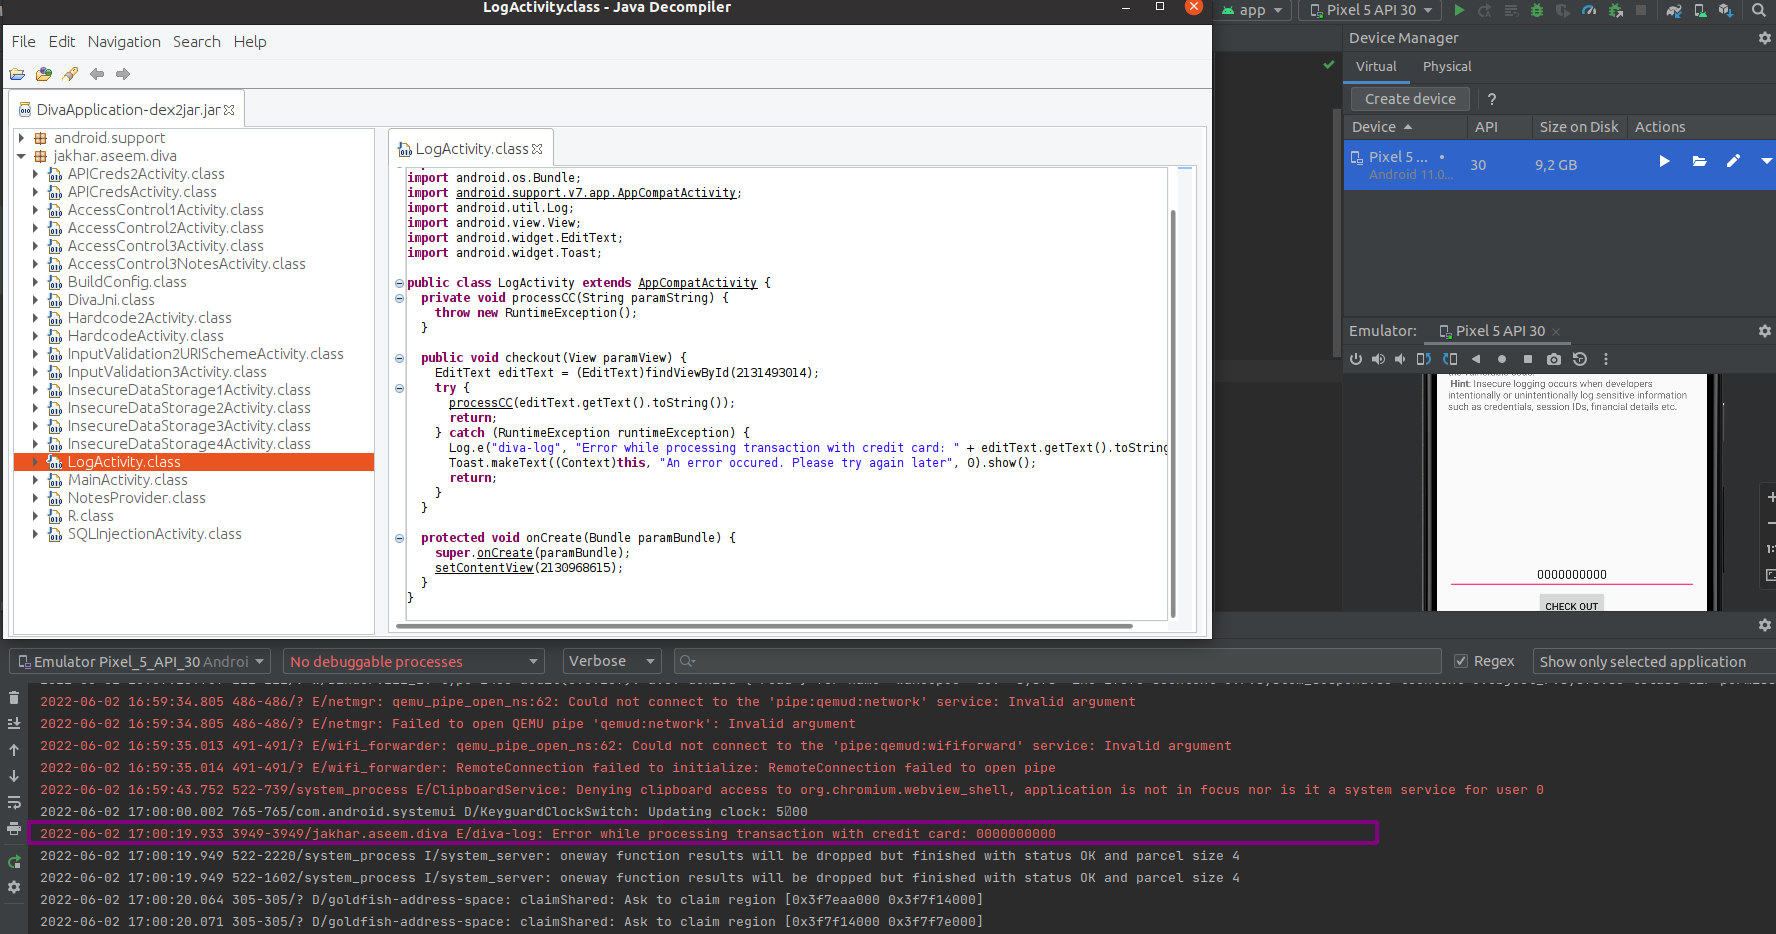 LogActivity.class - Java Decompiler
File Edit Navigation Search Help
DivaApplication-dex2jar.jar
android.support
jakhar.aseem.diva
APICreds2Activity.class
APICredsActivity.class
AccessControl1Activity.class
AccessControl2Activity.class
AccessControl3Activity.class
AccessControl3NotesActivity.class
BuildConfig.class
DivaJni.class
Hardcode2Activity.class
HardcodeActivity.class
InputValidation2URISchemeActivity.class
InputValidation3Activity.class
InsecureDataStorage1Activity.class
InsecureDataStorage2Activity.class
InsecureDataStorage3Activity.class
InsecureDataStorage4Activity.class
LogActivity.class
MainActivity.class
NotesProvider.class
R.class
SQLInjectionActivity.class
LogActivity.class
import android.os.Bundle;
import android.support.v7.app.AppCompatActivity;
import android.util.Log;
import android.view.View;
import android.widget.EditText;
import android.widget.Toast;
public class LogActivity extends AppCompatActivity {
private void processCC(String paramString) {
throw new RuntimeException();
}
public void checkout(View paramView) {
EditText editText = (EditText)findViewById(2131493014);
try {
processCC(editText.getText().toString());
return;
} catch (RuntimeException runtimeException) {
Log.e("diva-log", "Error while processing transaction with credit card: " + editText.getText().toString
Toast.makeText((Context)this, "An error occured. Please try again later", 0).show();
return;
}
}
protected void onCreate(Bundle paramBundle) {
super.onCreate(paramBundle);
setContentView(2130968615);
}
}
app Pixel 5 API 30
Device Manager
Virtual Physical
Create device ?
Device API Size on Disk Actions
Pixel 5 ... 30 9,2 GB
Android 11.0...
Emulator: Pixel 5 API 30
Hint: Insecure logging occurs when developers
intentionally or unintentionally log sensitive information
such as credentials, session IDs, financial details etc.
0000000000
CHECK OUT
1:1
Emulator Pixel_5_API_30 Androi No debuggable processes Verbose Regex Show only selected application
2022-06-02 16:59:34.805 486-486/? E/netmgr: qemu_pipe_open_ns:62: Could not connect to the 'pipe:qemud:network' service: Invalid argument
2022-06-02 16:59:34.805 486-486/? E/netmgr: Failed to open QEMU pipe 'qemud:network': Invalid argument
2022-06-02 16:59:35.013 491-491/? E/wifi_forwarder: qemu_pipe_open_ns:62: Could not connect to the 'pipe:qemud:wififorward' service: Invalid argument
2022-06-02 16:59:35.014 491-491/? E/wifi_forwarder: RemoteConnection failed to initialize: RemoteConnection failed to open pipe
2022-06-02 16:59:43.752 522-739/system_process E/ClipboardService: Denying clipboard access to org.chromium.webview_shell, application is not in focus nor is it a system service for user 0
2022-06-02 17:00:00.002 765-765/com.android.systemui D/KeyguardClockSwitch: Updating clock: 5▯00
2022-06-02 17:00:19.933 3949-3949/jakhar.aseem.diva E/diva-log: Error while processing transaction with credit card: 0000000000
2022-06-02 17:00:19.949 522-2220/system_process I/system_server: oneway function results will be dropped but finished with status OK and parcel size 4
2022-06-02 17:00:19.949 522-1602/system_process I/system_server: oneway function results will be dropped but finished with status OK and parcel size 4
2022-06-02 17:00:20.064 305-305/? D/goldfish-address-space: claimShared: Ask to claim region [0x3f7eaa000 0x3f7f14000]
2022-06-02 17:00:20.071 305-305/? D/goldfish-address-space: claimShared: Ask to claim region [0x3f7f14000 0x3f7f7e000]